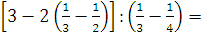 [3 − 2 (1/3 − 1/2)] : (1/3 − 1/4) =